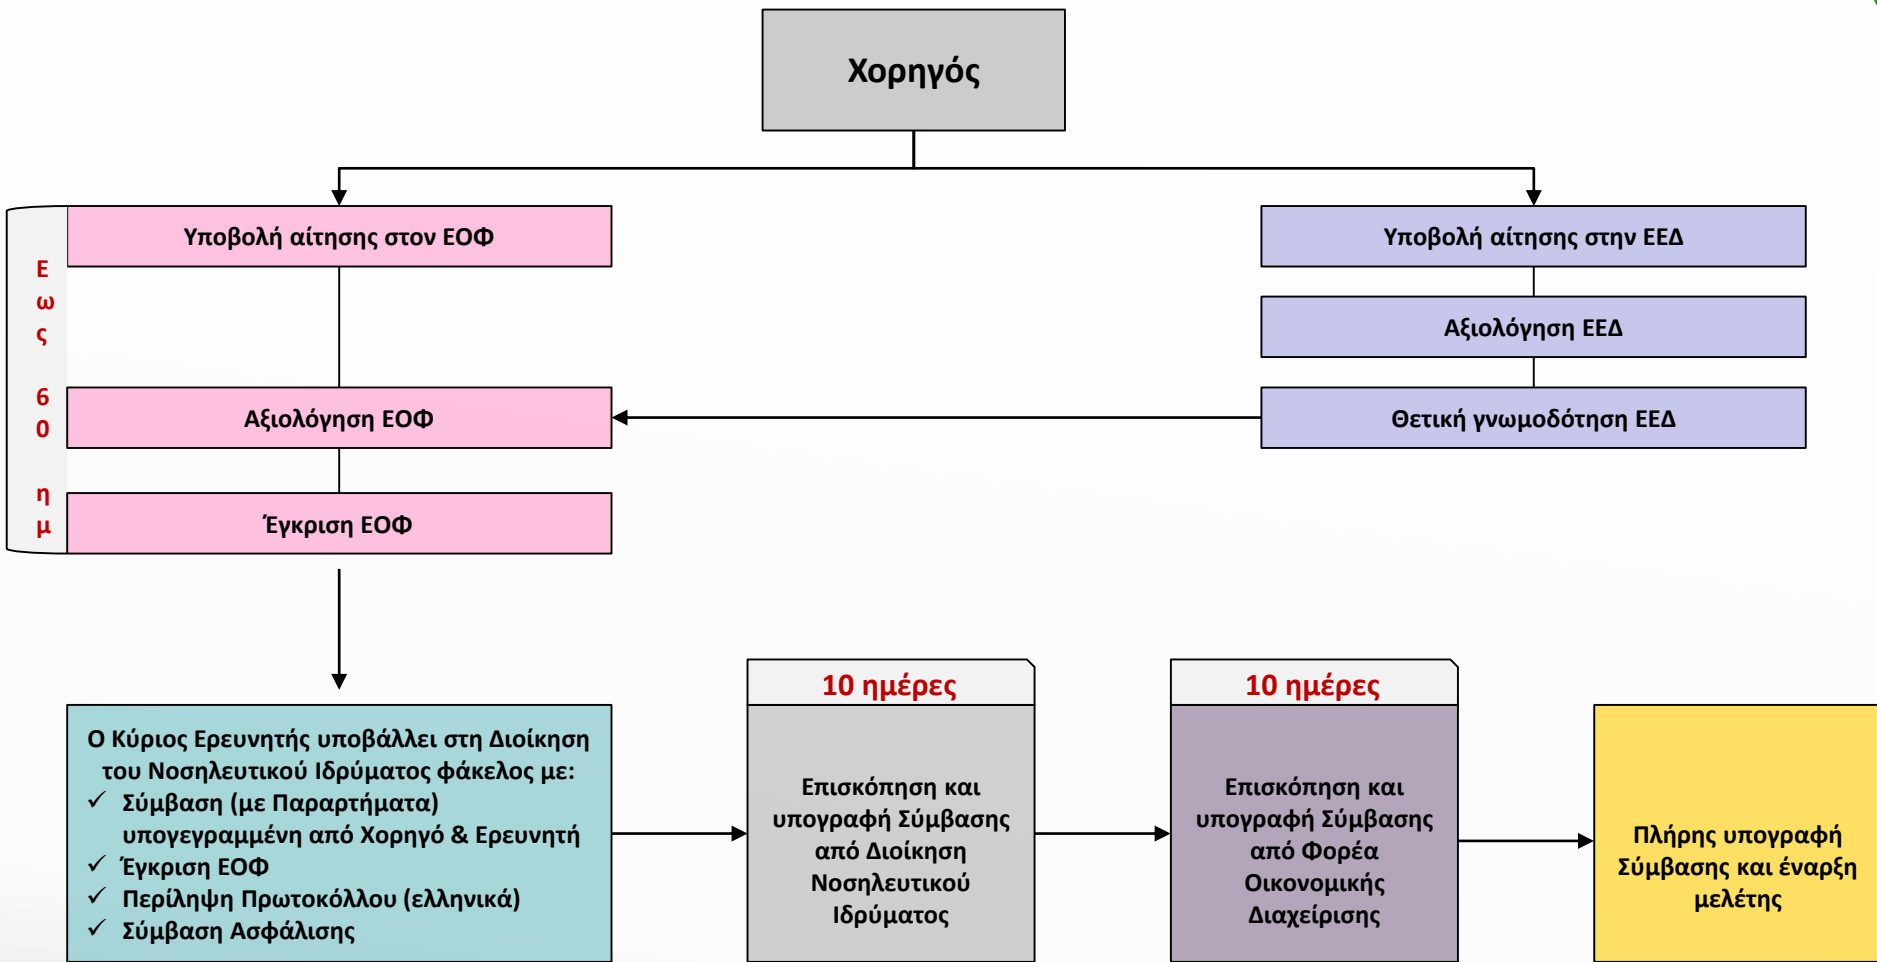 Χορηγός
Υποβολή αίτησης στον ΕΟΦ
Υποβολή αίτησης στην ΕΕΔ
Εως 60 ημ
Αξιολόγηση ΕΕΔ
Αξιολόγηση ΕΟΦ
Θετική γνωμοδότηση ΕΕΔ
Έγκριση ΕΟΦ
Ο Κύριος Ερευνητής υποβάλλει στη Διοίκηση
του Νοσηλευτικού Ιδρύματος φάκελος με:
✓ Σύμβαση (με Παραρτήματα)
υπογεγραμμένη από Χορηγό & Ερευνητή
✓ Έγκριση ΕΟΦ
✓ Περίληψη Πρωτοκόλλου (ελληνικά)
✓ Σύμβαση Ασφάλισης
10 ημέρες
Επισκόπηση και
υπογραφή Σύμβασης
από Διοίκηση
Νοσηλευτικού
Ιδρύματος
10 ημέρες
Επισκόπηση και
υπογραφή Σύμβασης
από Φορέα
Οικονομικής
Διαχείρισης
Πλήρης υπογραφή
Σύμβασης και έναρξη
μελέτης